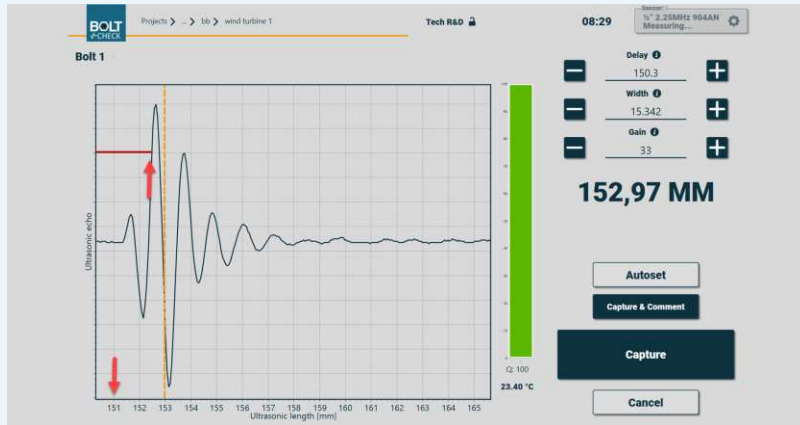 BOLT
CHECK
Projects > ... > bb > wind turbine 1
Tech R&D
08:29
Sensor:
½" 2.25MHz 904AN
Measuring...
Bolt 1
Delay
150.3
Width
15.342
Gain
33
152,97 MM
Ultrasonic echo
Autoset
Capture & Comment
Capture
Cancel
Q: 100
23.40 °C
151 152 153 154 155 156 157 158 159 160 161 162 163 164 165
Ultrasonic length [mm]